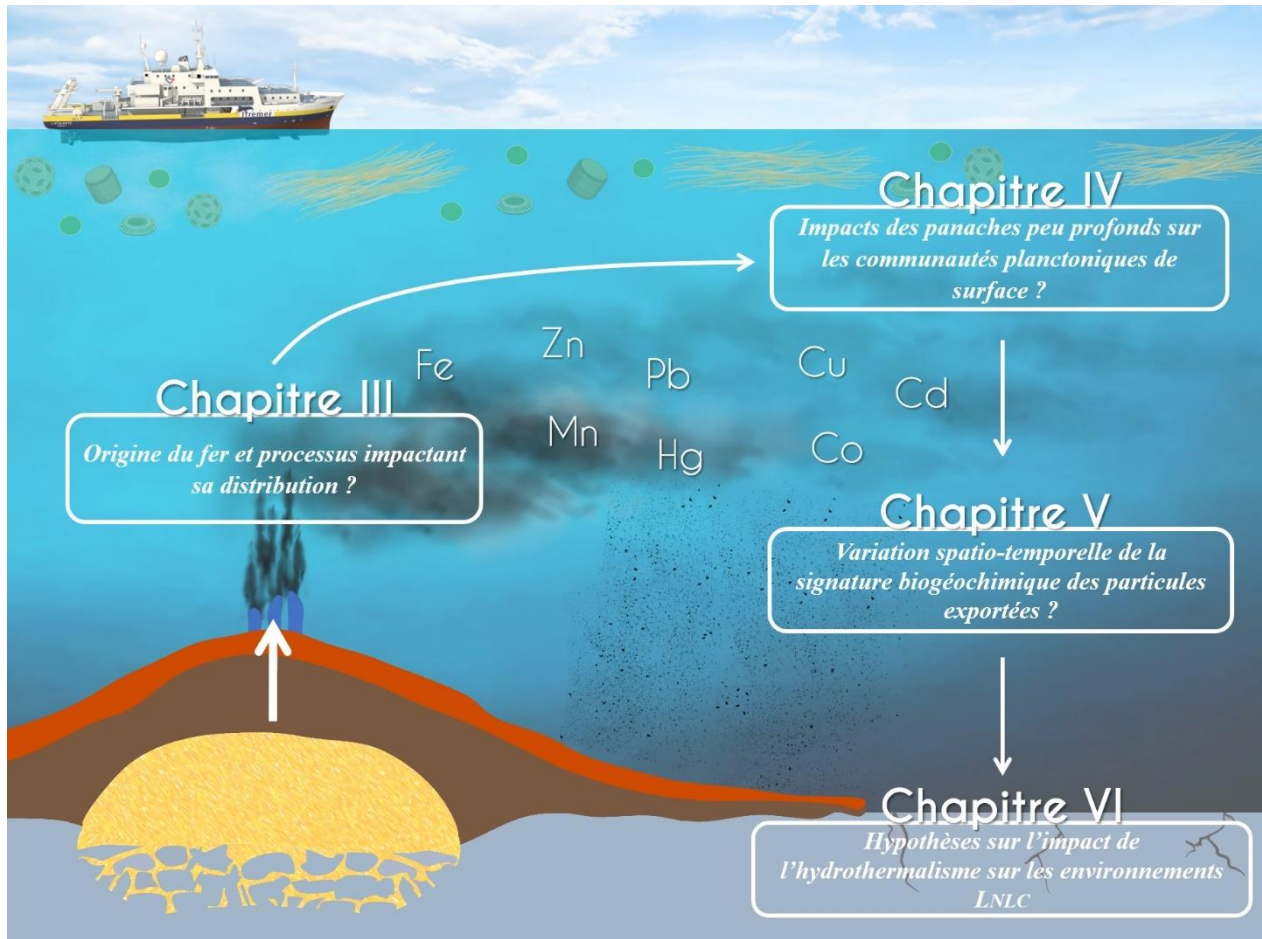 ifremer
Chapitre IV
Impacts des panaches peu profonds sur
les communautés planctoniques de
surface ?
Fe
Zn
Pb
Cu
Cd
Mn
Hg
Co
Chapitre III
Origine du fer et processus impactant
sa distribution ?
Chapitre V
Variation spatio-temporelle de la
signature biogéochimique des particules
exportées ?
Chapitre VI
Hypothèses sur l’impact de
l’hydrothermalisme sur les environnements
LNLC